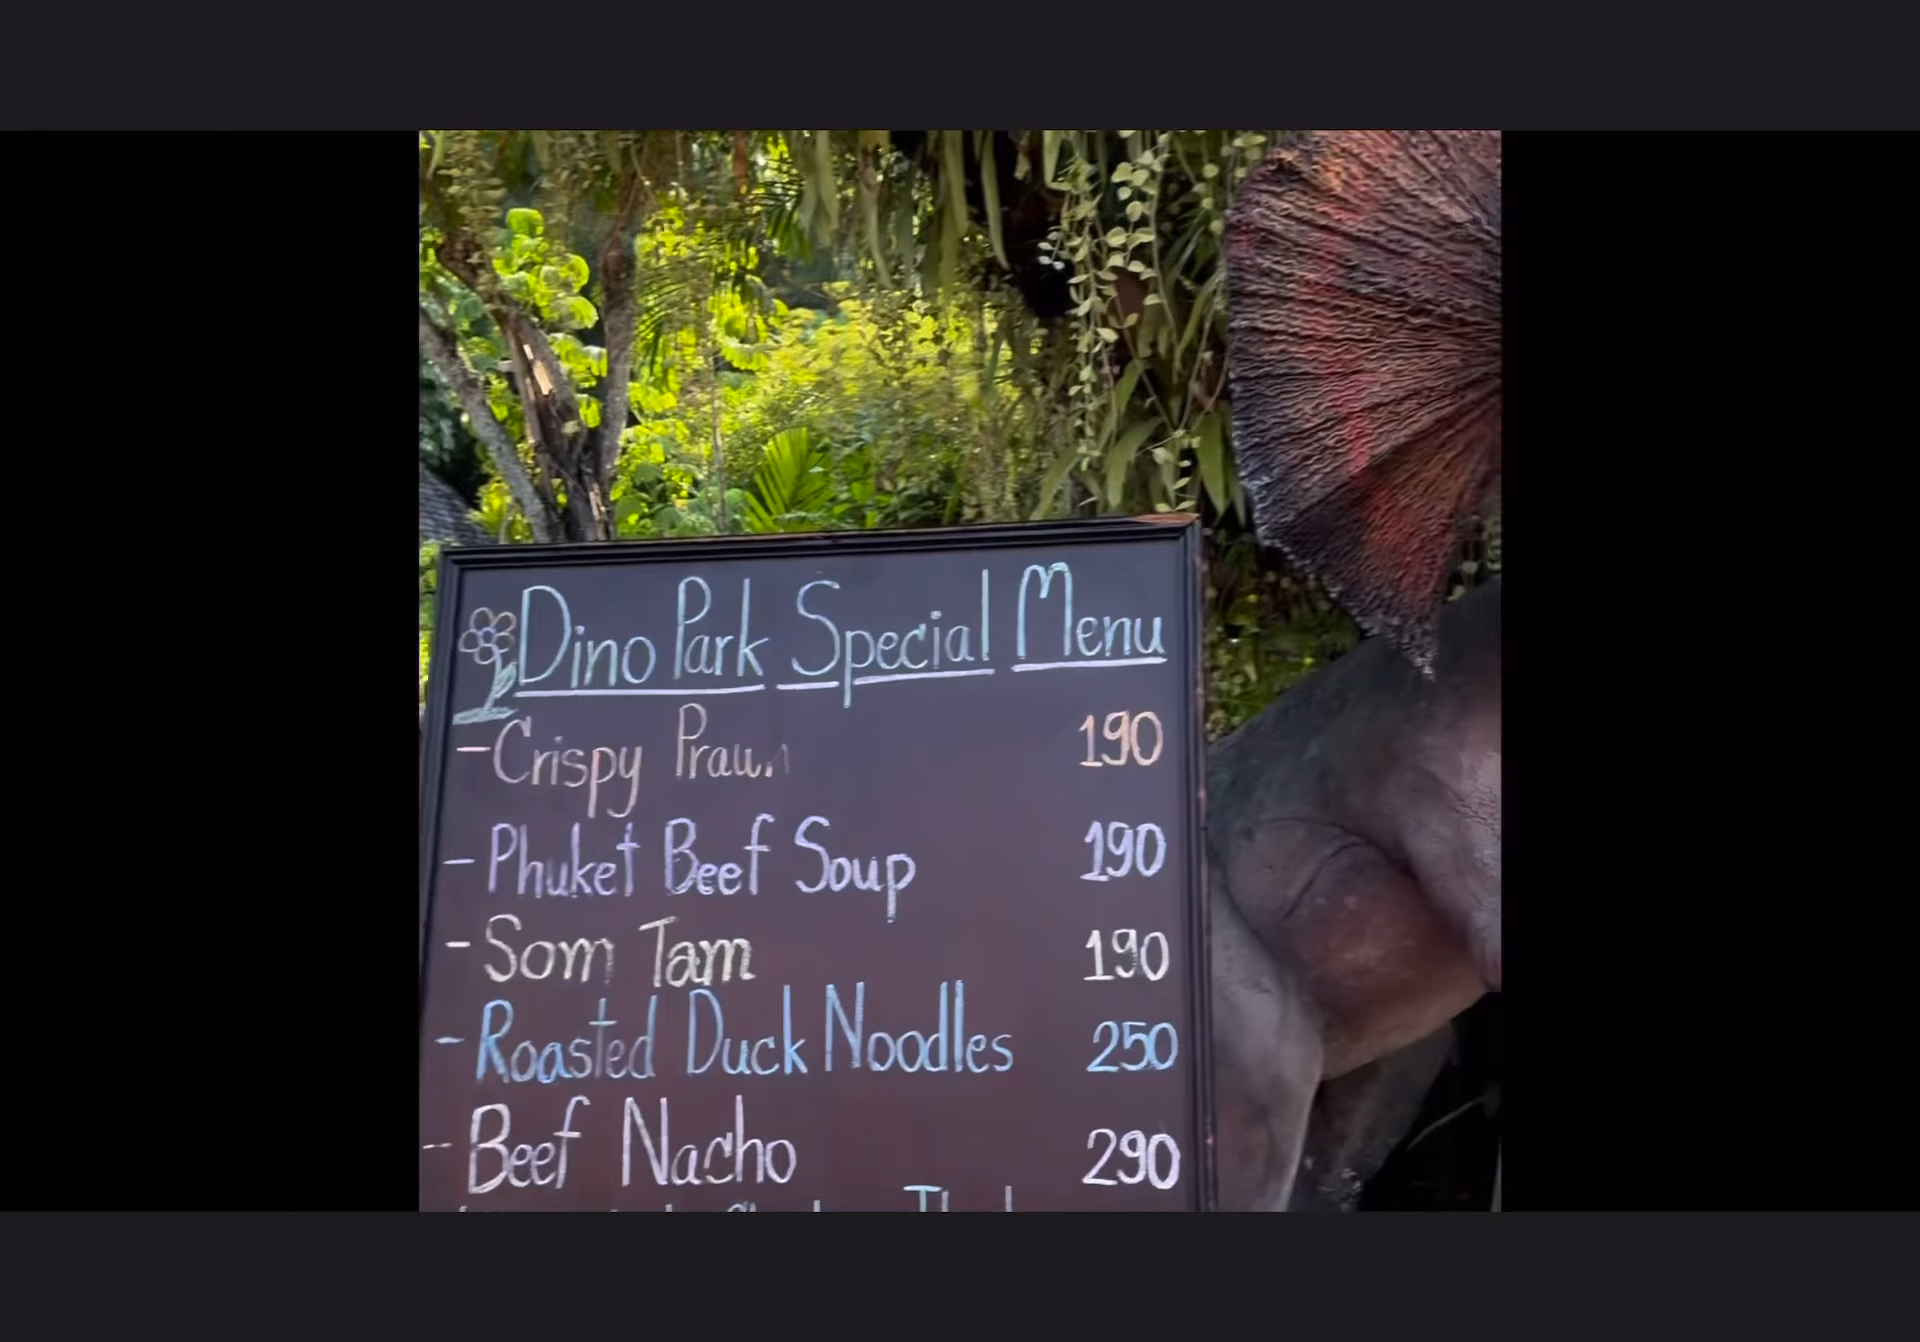 Dino Park Special Menu
- Crispy Prawn 190
- Phuket Beef Soup 190
- Som Tam 190
- Roasted Duck Noodles 250
- Beef Nacho 290